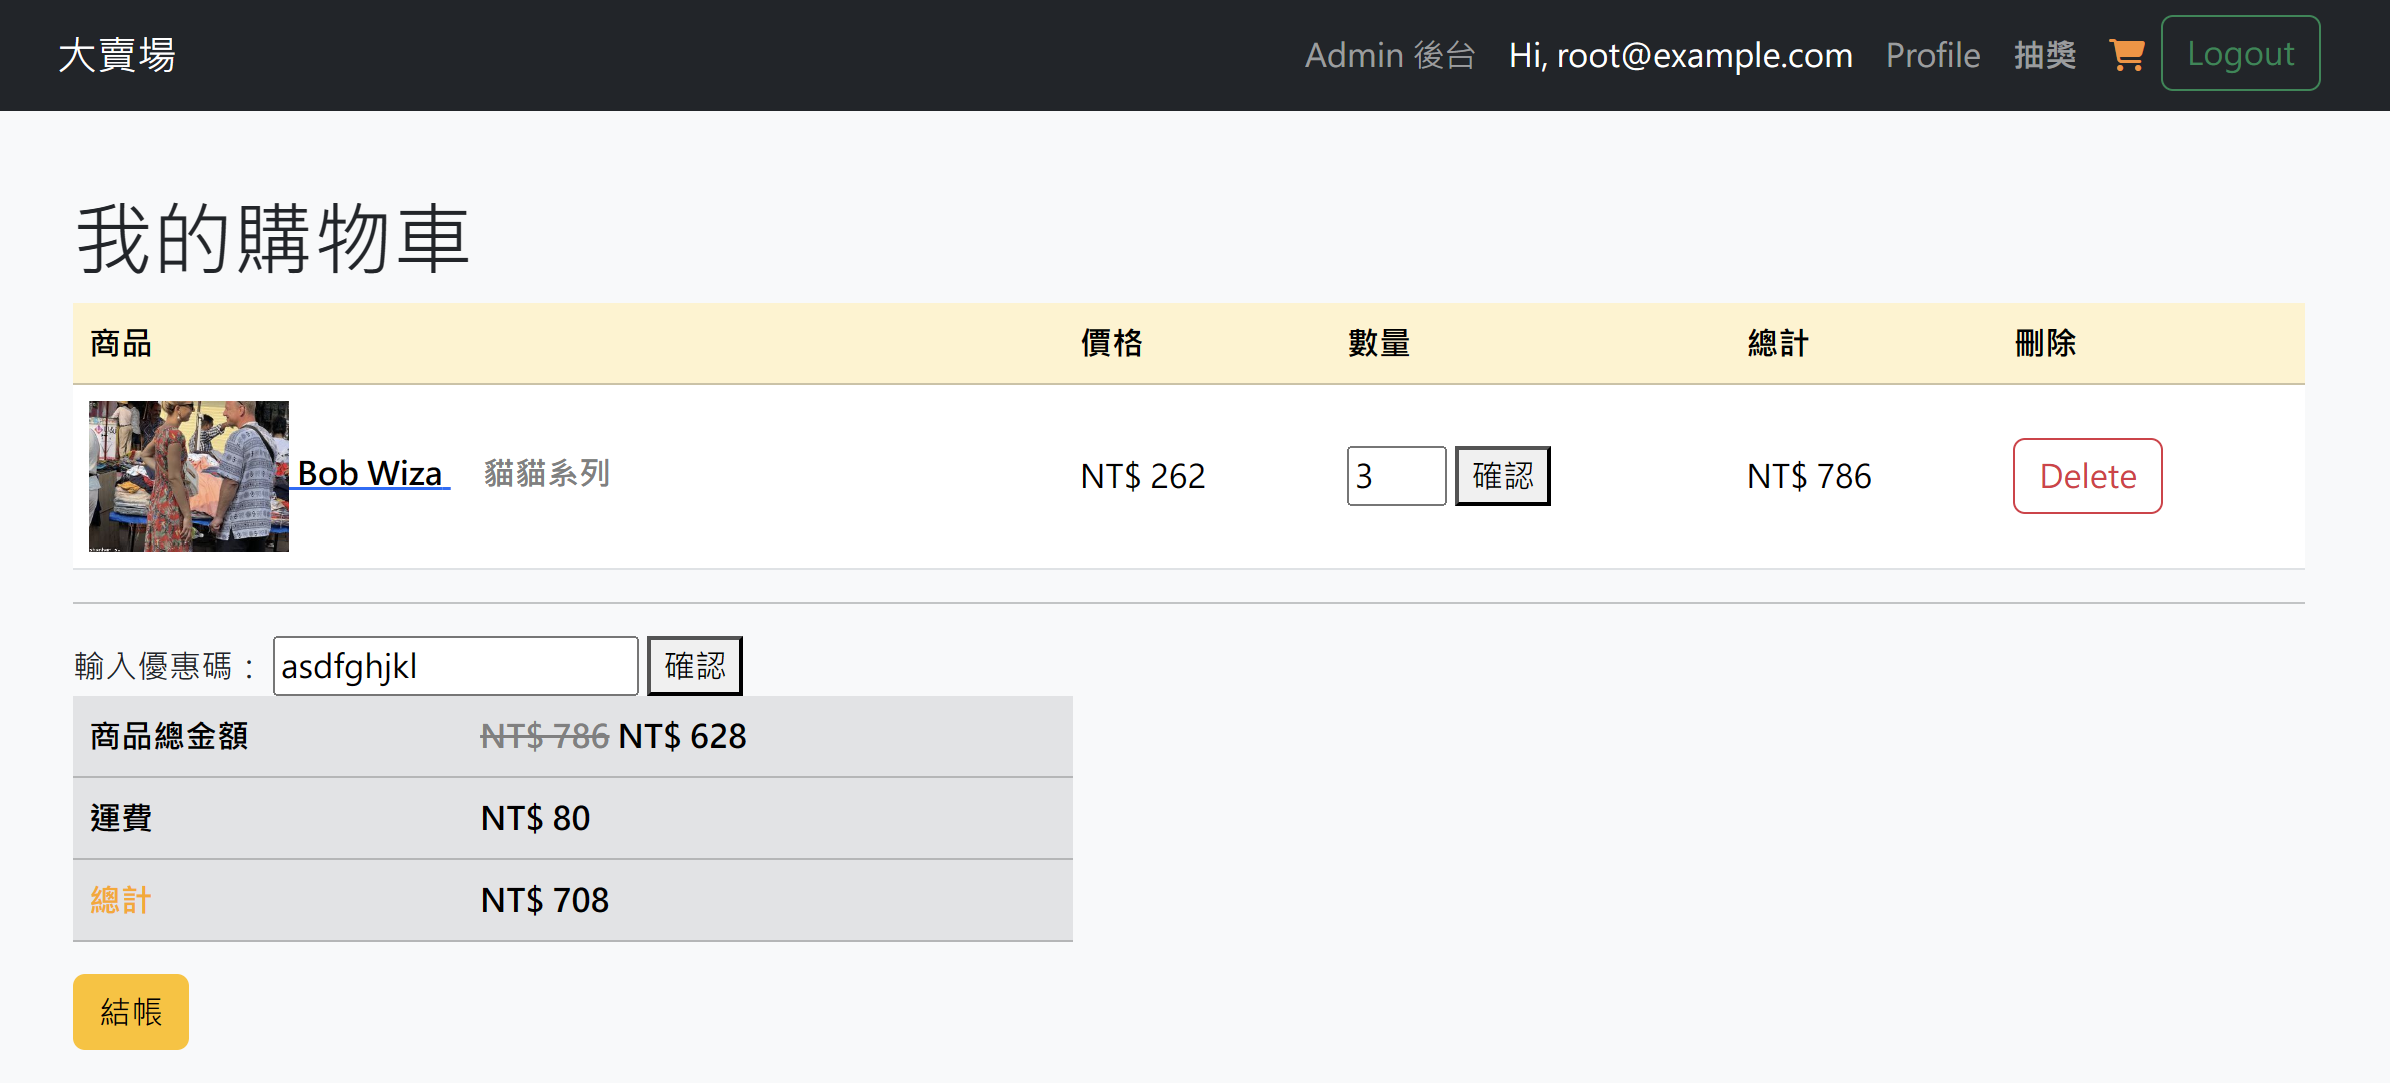 大賣場 Admin 後台 Hi, root@example.com Profile 抽獎 Logout
我的購物車
商品 價格 數量 總計 刪除
Bob Wiza 貓貓系列 NT$ 262 3 確認 NT$ 786 Delete
輸入優惠碼： asdfghjkl 確認
商品總金額 NT$ 786 NT$ 628
運費 NT$ 80
總計 NT$ 708
結帳